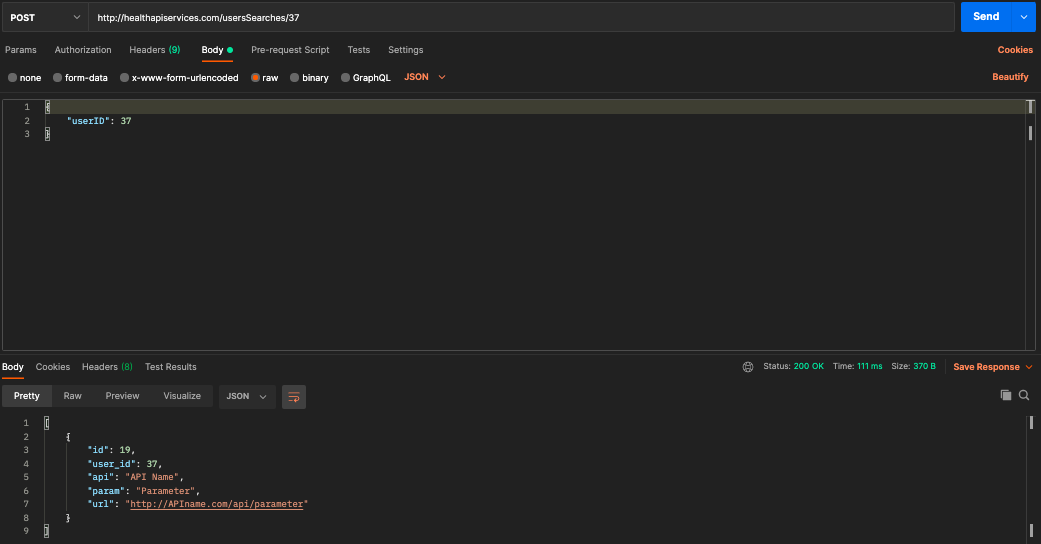 POST http://healthapiservices.com/usersSearches/37 Send
Params Authorization Headers (9) Body Pre-request Script Tests Settings Cookies
none form-data x-www-form-urlencoded raw binary GraphQL JSON Beautify
1 {
2 "userID": 37
3 }
Body Cookies Headers (8) Test Results Status: 200 OK Time: 111 ms Size: 370 B Save Response
Pretty Raw Preview Visualize JSON
1 [
2 {
3 "id": 19,
4 "user_id": 37,
5 "api": "API Name",
6 "param": "Parameter",
7 "url": "http://APIname.com/api/parameter"
8 }
9 ]